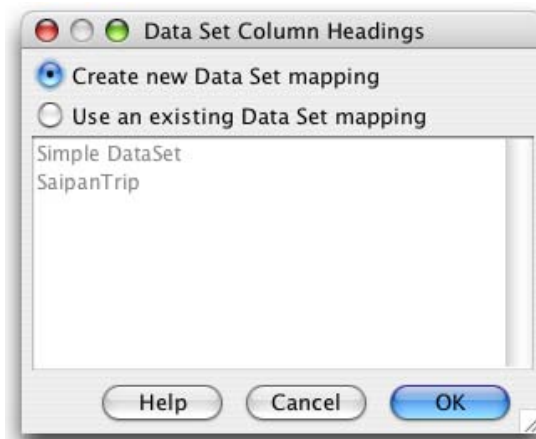 Data Set Column Headings
Create new Data Set mapping
Use an existing Data Set mapping
Simple DataSet
SaipanTrip
Help Cancel OK